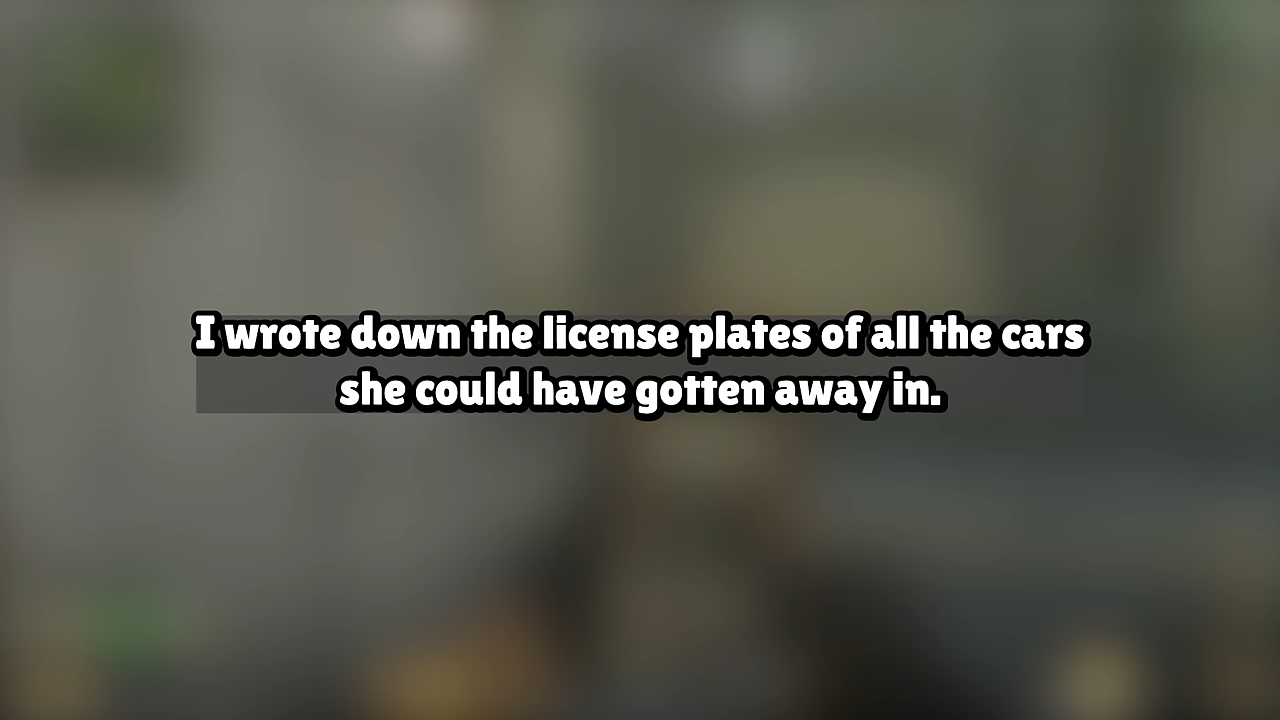 I wrote down the license plates of all the cars
she could have gotten away in.